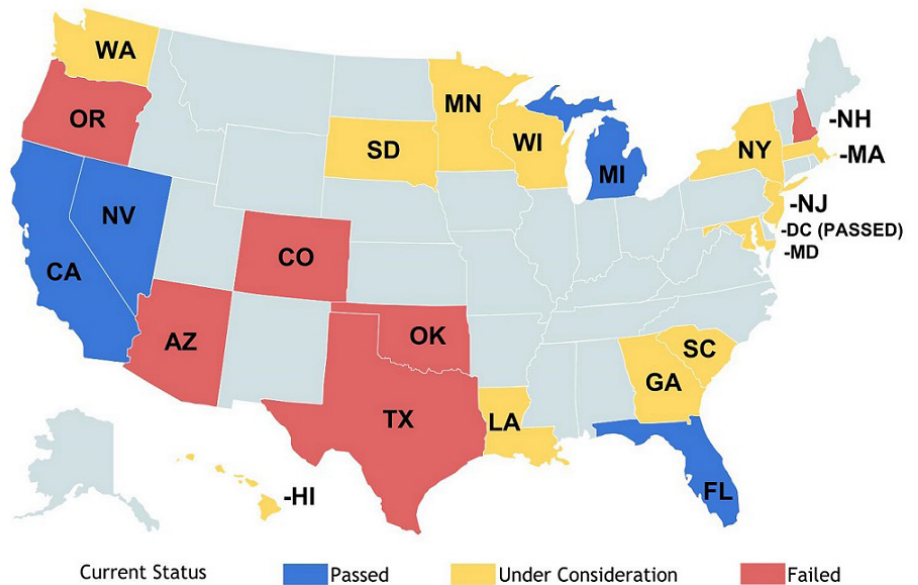 WA
OR
MN
SD
WI
MI
NY
-NH
-MA
-NJ
-DC (PASSED)
-MD
NV
CA
CO
AZ
OK
TX
LA
SC
GA
FL
-HI
Current Status
Passed
Under Consideration
Failed